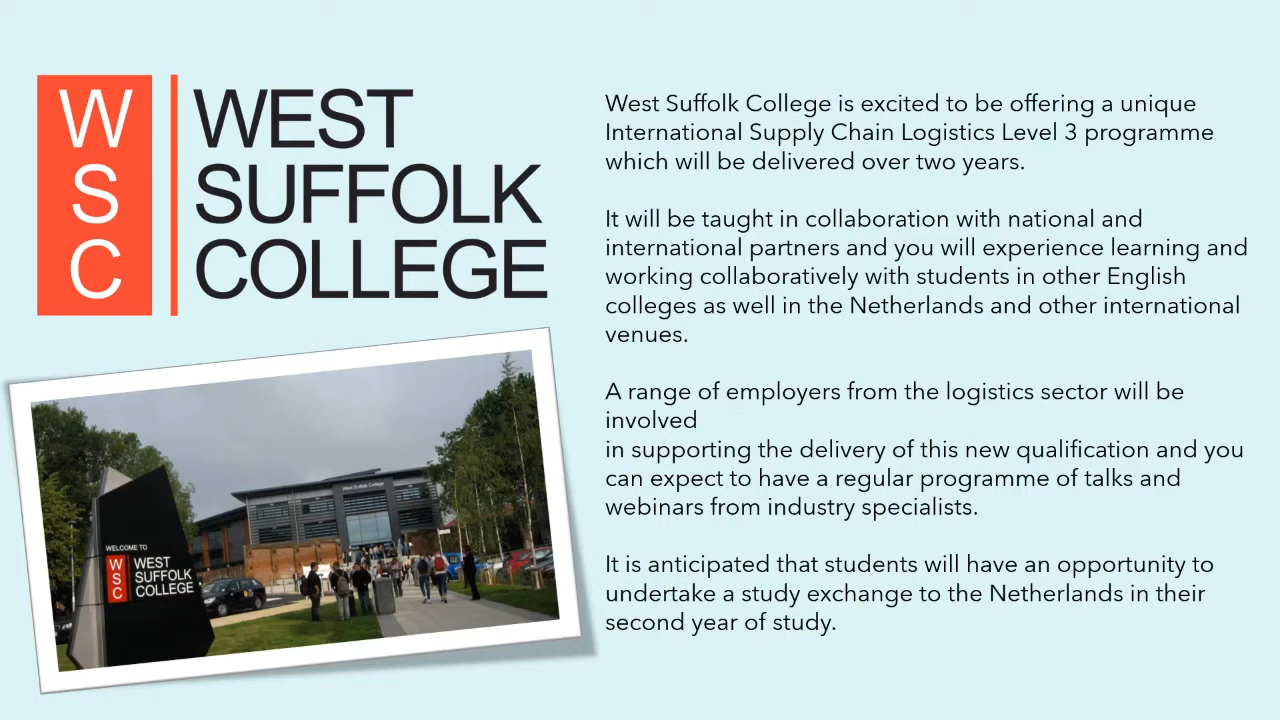 W
S
C
WEST
SUFFOLK
COLLEGE
West Suffolk College is excited to be offering a unique
International Supply Chain Logistics Level 3 programme
which will be delivered over two years.
It will be taught in collaboration with national and
international partners and you will experience learning and
working collaboratively with students in other English
colleges as well in the Netherlands and other international
venues.
A range of employers from the logistics sector will be
involved
in supporting the delivery of this new qualification and you
can expect to have a regular programme of talks and
webinars from industry specialists.
It is anticipated that students will have an opportunity to
undertake a study exchange to the Netherlands in their
second year of study.
West Suffolk College
WELCOME TO
W
S
C
WEST
SUFFOLK
COLLEGE